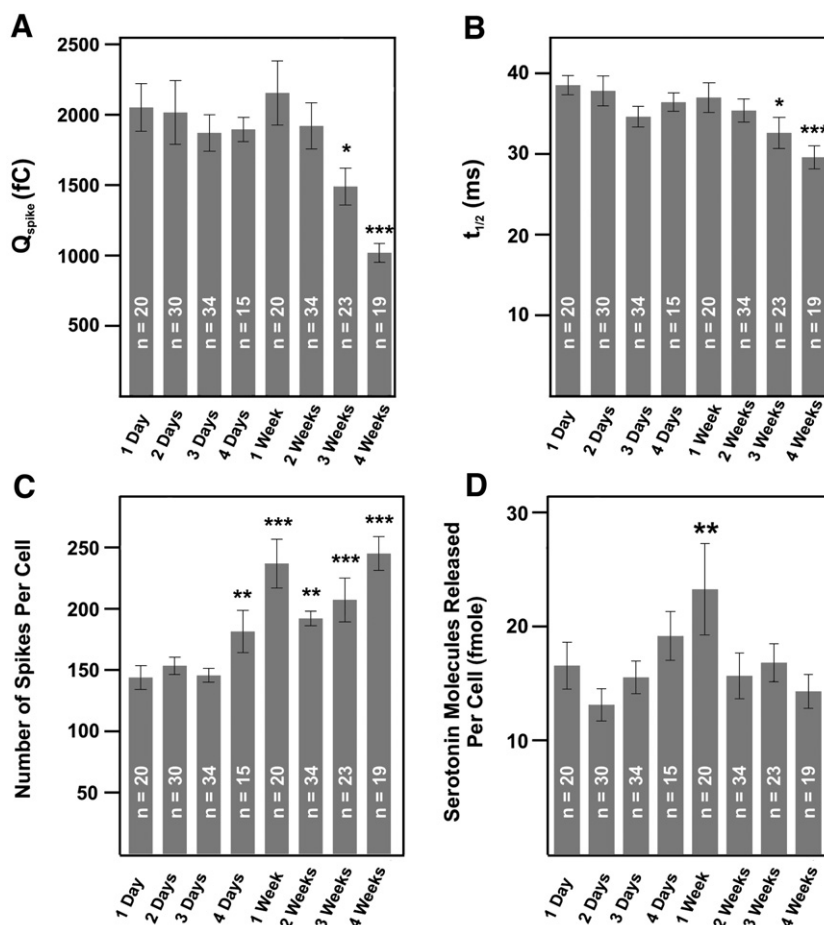 A
Q_spike (fC)
2500
2000
1500
1000
500
*
***
n = 20
n = 30
n = 34
n = 15
n = 20
n = 34
n = 23
n = 19
1 Day
2 Days
3 Days
4 Days
1 Week
2 Weeks
3 Weeks
4 Weeks
B
t_1/2 (ms)
40
30
20
10
*
***
n = 20
n = 30
n = 34
n = 15
n = 20
n = 34
n = 23
n = 19
1 Day
2 Days
3 Days
4 Days
1 Week
2 Weeks
3 Weeks
4 Weeks
C
Number of Spikes Per Cell
250
200
150
100
50
**
***
**
***
***
n = 20
n = 30
n = 34
n = 15
n = 20
n = 34
n = 23
n = 19
1 Day
2 Days
3 Days
4 Days
1 Week
2 Weeks
3 Weeks
4 Weeks
D
Serotonin Molecules Released
Per Cell (fmole)
30
20
10
**
n = 20
n = 30
n = 34
n = 15
n = 20
n = 34
n = 23
n = 19
1 Day
2 Days
3 Days
4 Days
1 Week
2 Weeks
3 Weeks
4 Weeks